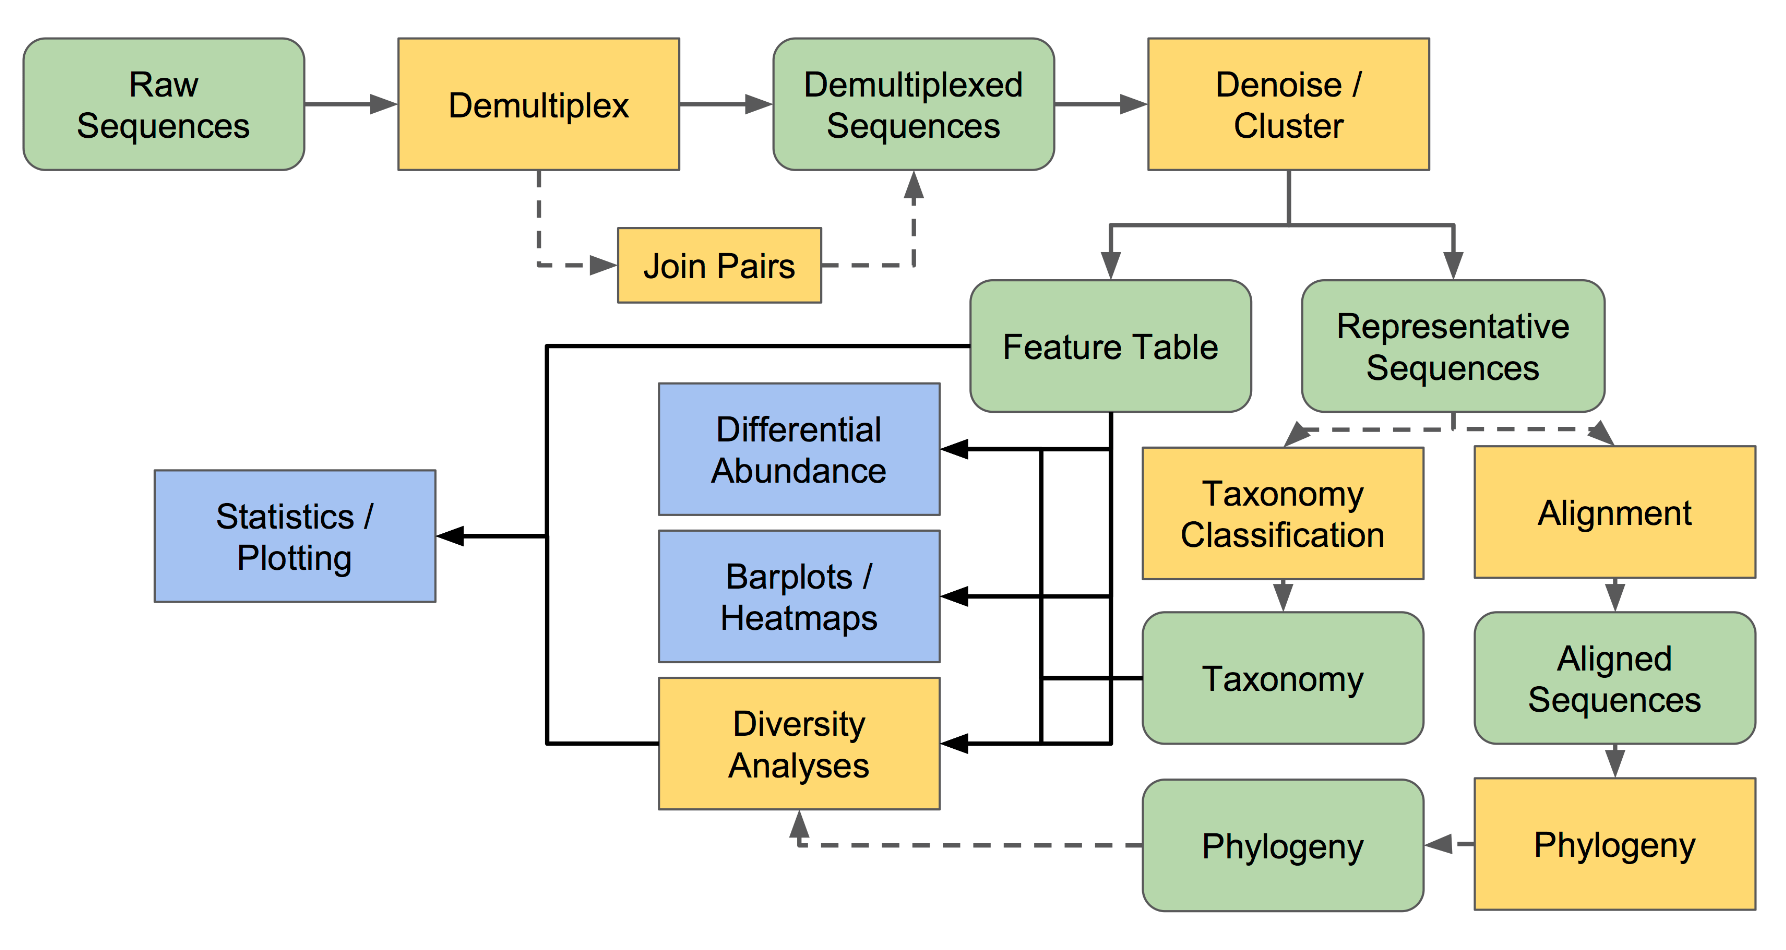 Raw
Sequences
Demultiplex
Demultiplexed
Sequences
Denoise /
Cluster
Join Pairs
Feature Table
Representative
Sequences
Differential
Abundance
Statistics /
Plotting
Taxonomy
Classification
Alignment
Barplots /
Heatmaps
Taxonomy
Aligned
Sequences
Diversity
Analyses
Phylogeny
Phylogeny